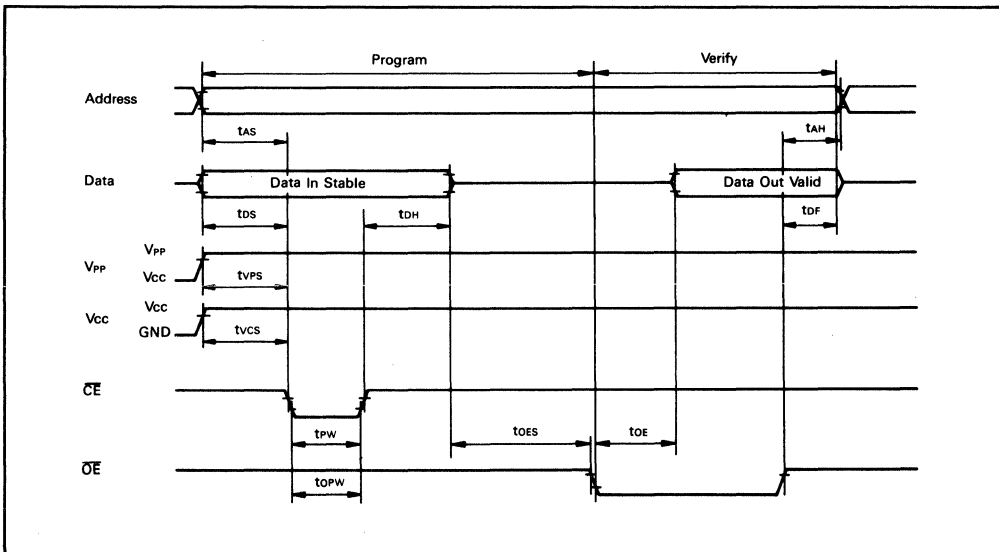 Program Verify
Address
tAS tAH
Data Data In Stable Data Out Valid
tDS tDH tDF
VPP
VPP
VCC tVPS
VCC
VCC
GND tVCS
CE
tPW tOES tOE
OE
tOPW